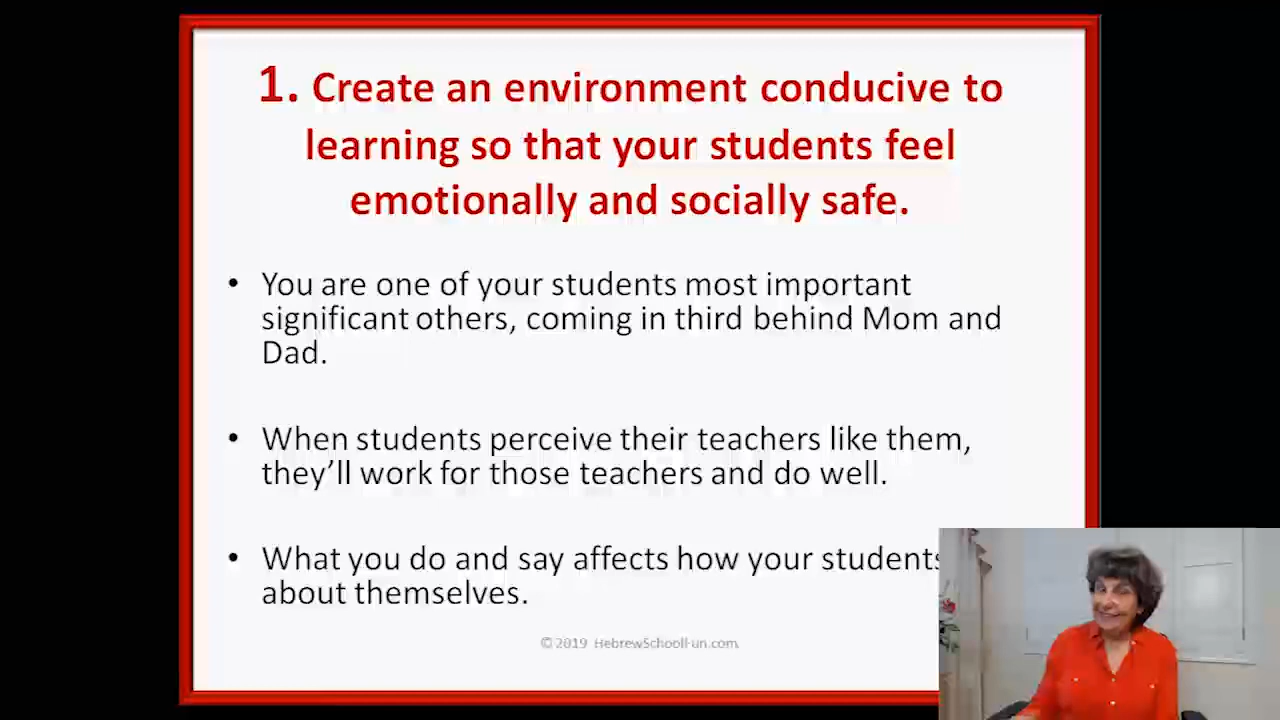 1. Create an environment conducive to
learning so that your students feel
emotionally and socially safe.
• You are one of your students most important
significant others, coming in third behind Mom and
Dad.
• When students perceive their teachers like them,
they’ll work for those teachers and do well.
• What you do and say affects how your students
about themselves.
©2019 HebrewSchoolFun.com